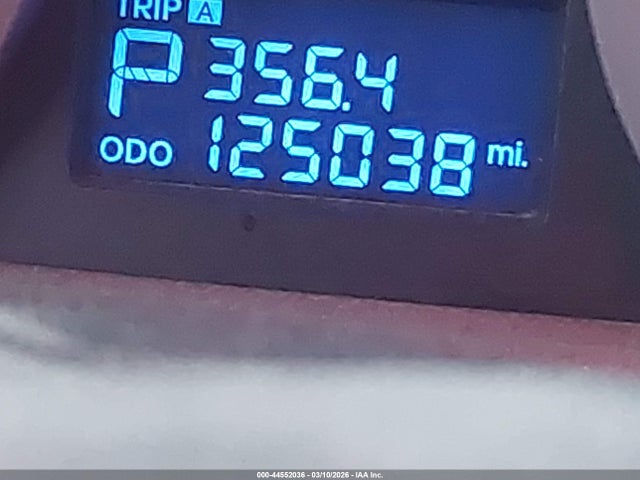 TRIP A
P 356.4
ODO 125038 mi.
000-44552036 - 03/10/2026 - IAA Inc.